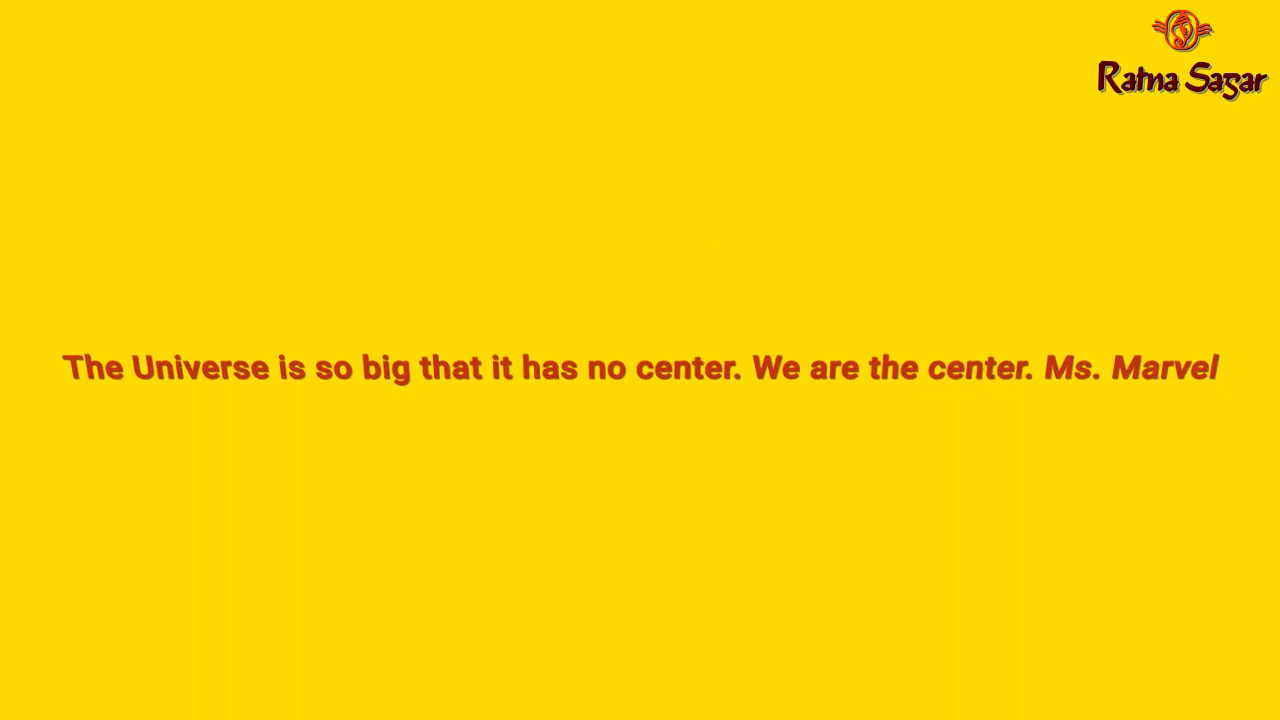 Ratna Sagar
The Universe is so big that it has no center. We are the center. Ms. Marvel